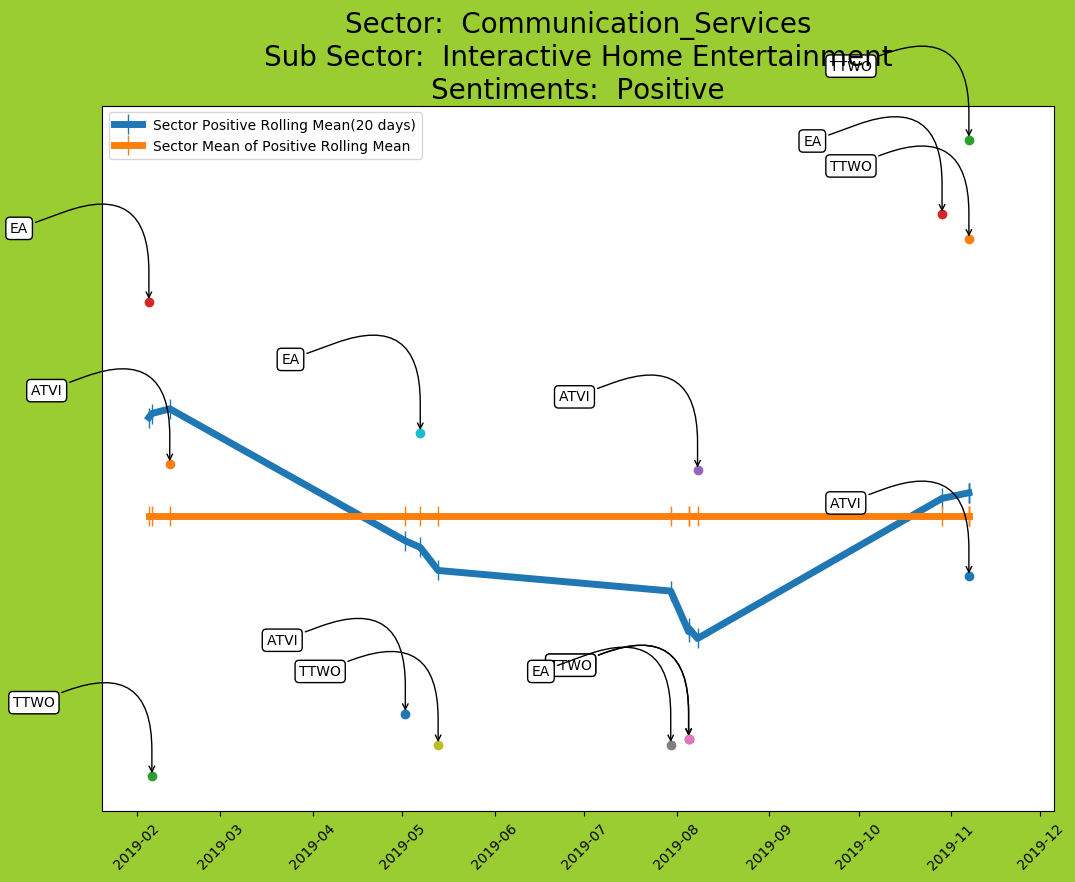 Sector:  Communication_Services
Sub Sector:  Interactive Home Entertainment
Sentiments:  Positive
TTWO
Sector Positive Rolling Mean(20 days)
Sector Mean of Positive Rolling Mean
EA
TTWO
EA
EA
ATVI
ATVI
ATVI
ATVI
TTWO
EA
TTWO
TTWO
2019-02
2019-03
2019-04
2019-05
2019-06
2019-07
2019-08
2019-09
2019-10
2019-11
2019-12